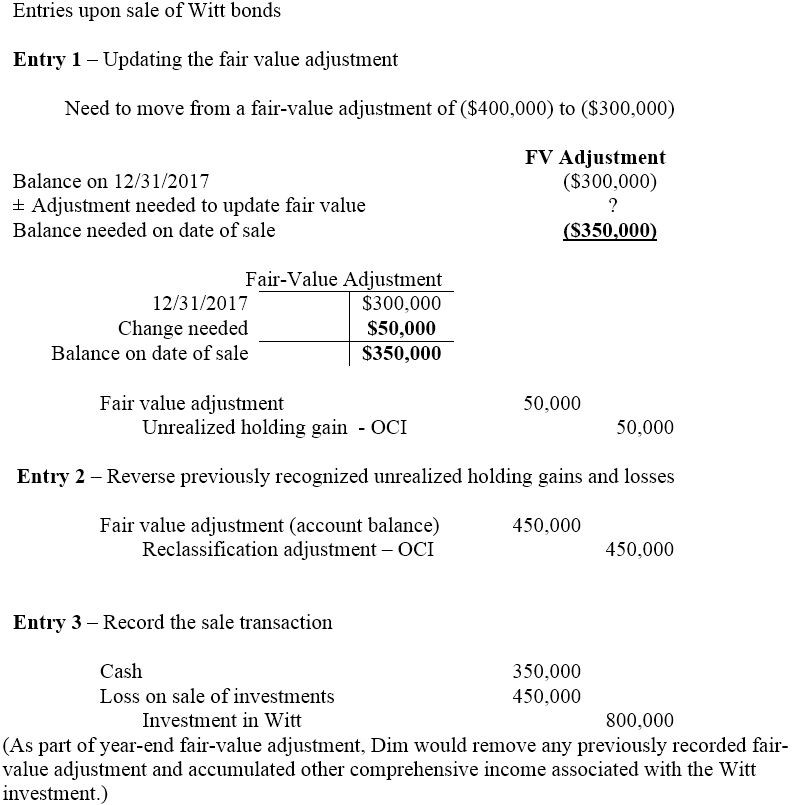 Entries upon sale of Witt bonds
Entry 1 – Updating the fair value adjustment
Need to move from a fair-value adjustment of ($400,000) to ($300,000)
FV Adjustment
Balance on 12/31/2017 ($300,000)
± Adjustment needed to update fair value ?
Balance needed on date of sale ($350,000)
Fair-Value Adjustment
12/31/2017 $300,000
Change needed $50,000
Balance on date of sale $350,000
Fair value adjustment 50,000
Unrealized holding gain - OCI 50,000
Entry 2 – Reverse previously recognized unrealized holding gains and losses
Fair value adjustment (account balance) 450,000
Reclassification adjustment – OCI 450,000
Entry 3 – Record the sale transaction
Cash 350,000
Loss on sale of investments 450,000
Investment in Witt 800,000
(As part of year-end fair-value adjustment, Dim would remove any previously recorded fair-
value adjustment and accumulated other comprehensive income associated with the Witt
investment.)